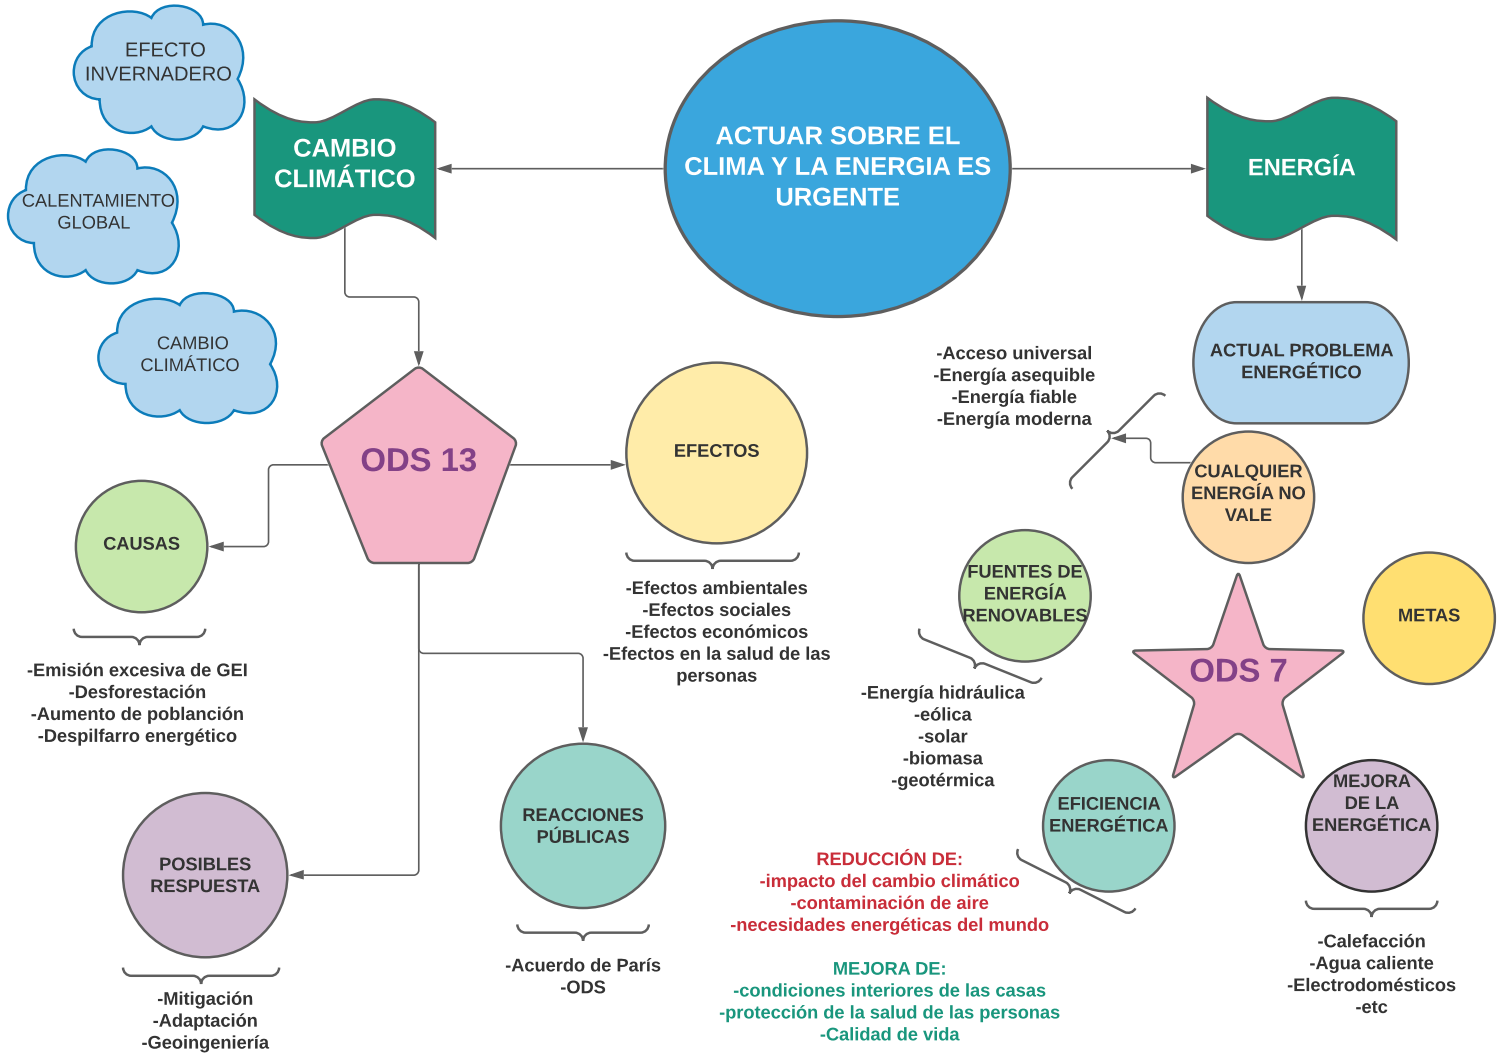 EFECTO
INVERNADERO
CALENTAMIENTO
GLOBAL
CAMBIO
CLIMÁTICO
CAMBIO
CLIMÁTICO
ACTUAR SOBRE EL
CLIMA Y LA ENERGIA ES
URGENTE
ENERGÍA
ODS 13
CAUSAS
-Emisión excesiva de GEI
-Desforestación
-Aumento de poblanción
-Despilfarro energético
EFECTOS
-Efectos ambientales
-Efectos sociales
-Efectos económicos
-Efectos en la salud de las
personas
POSIBLES
RESPUESTA
-Mitigación
-Adaptación
-Geoingeniería
REACCIONES
PÚBLICAS
-Acuerdo de París
-ODS
ACTUAL PROBLEMA
ENERGÉTICO
CUALQUIER
ENERGÍA NO
VALE
-Acceso universal
-Energía asequible
-Energía fiable
-Energía moderna
FUENTES DE
ENERGÍA
RENOVABLES
-Energía hidráulica
-eólica
-solar
-biomasa
-geotérmica
ODS 7
METAS
EFICIENCIA
ENERGÉTICA
REDUCCIÓN DE:
-impacto del cambio climático
-contaminación de aire
-necesidades energéticas del mundo
MEJORA DE:
-condiciones interiores de las casas
-protección de la salud de las personas
-Calidad de vida
MEJORA
DE LA
ENERGÉTICA
-Calefacción
-Agua caliente
-Electrodomésticos
-etc